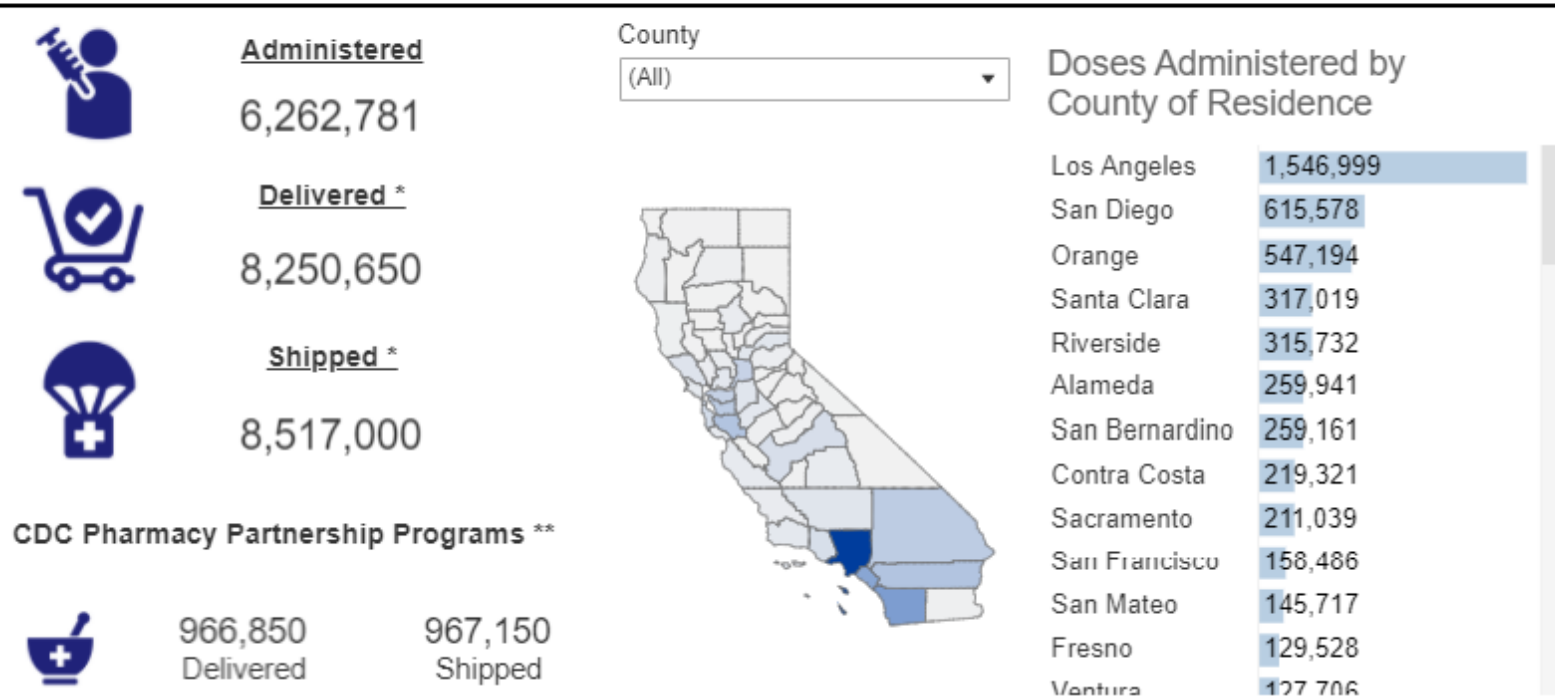 Administered
6,262,781
Delivered *
8,250,650
Shipped *
8,517,000
CDC Pharmacy Partnership Programs **
966,850
Delivered
967,150
Shipped
County
(All)
Doses Administered by
County of Residence
Los Angeles 1,546,999
San Diego 615,578
Orange 547,194
Santa Clara 317,019
Riverside 315,732
Alameda 259,941
San Bernardino 259,161
Contra Costa 219,321
Sacramento 211,039
San Francisco 158,486
San Mateo 145,717
Fresno 129,528
Ventura 127,706